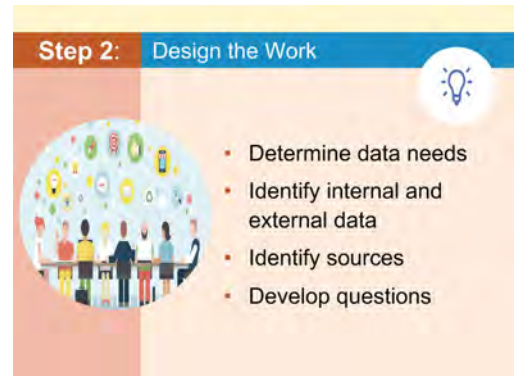 Step 2: Design the Work
• Determine data needs
• Identify internal and
external data
• Identify sources
• Develop questions